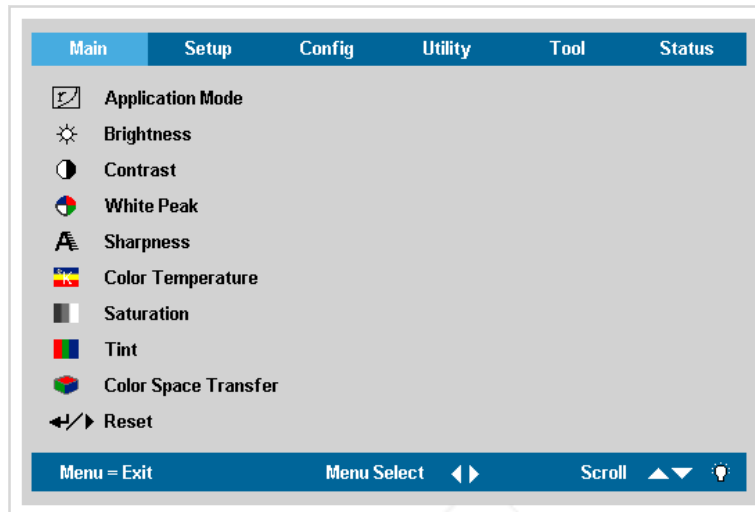 Main Setup Config Utility Tool Status
Application Mode
Brightness
Contrast
White Peak
Sharpness
Color Temperature
Saturation
Tint
Color Space Transfer
Reset
Menu = Exit Menu Select Scroll